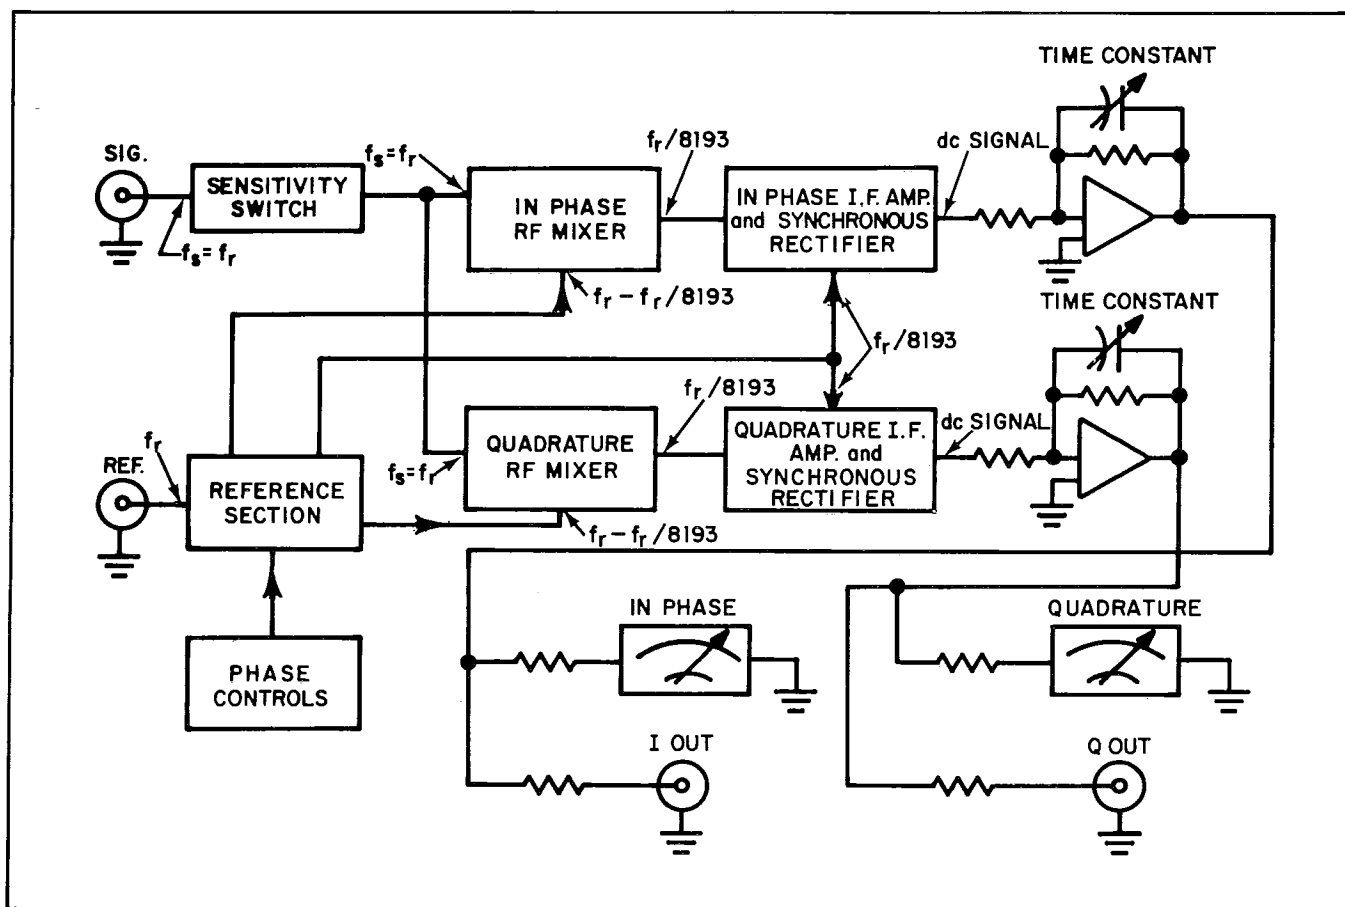 TIME CONSTANT
SIG.
fs=fr
SENSITIVITY
SWITCH
fs=fr
IN PHASE
RF MIXER
fr/8193
IN PHASE I.F. AMP.
and SYNCHRONOUS
RECTIFIER
dc SIGNAL
fr – fr/8193
TIME CONSTANT
fr/8193
fr/8193
fr
REF.
REFERENCE
SECTION
fs=fr
QUADRATURE
RF MIXER
QUADRATURE I.F.
AMP. and
SYNCHRONOUS
RECTIFIER
dc SIGNAL
fr – fr/8193
PHASE
CONTROLS
IN PHASE
QUADRATURE
I OUT
Q OUT